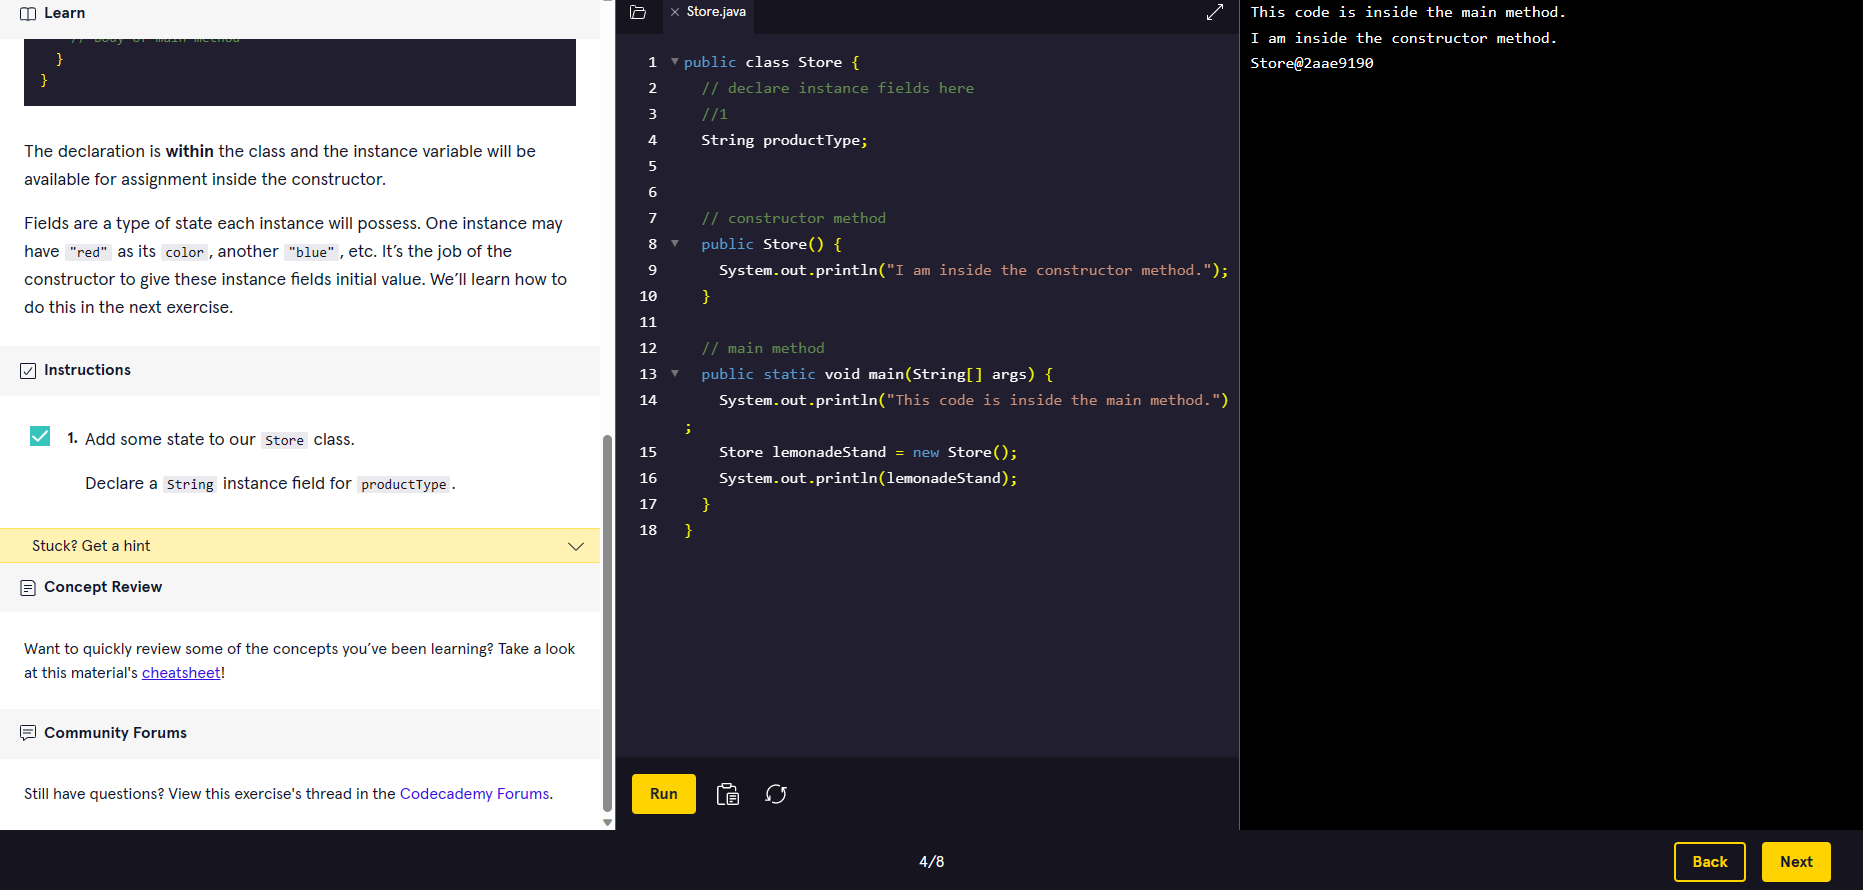 Learn
}
}
The declaration is within the class and the instance variable will be
available for assignment inside the constructor.
Fields are a type of state each instance will possess. One instance may
have "red" as its color, another "blue", etc. It’s the job of the
constructor to give these instance fields initial value. We’ll learn how to
do this in the next exercise.
Instructions
1. Add some state to our Store class.
Declare a String instance field for productType.
Stuck? Get a hint
Concept Review
Want to quickly review some of the concepts you’ve been learning? Take a look
at this material's cheatsheet!
Community Forums
Still have questions? View this exercise's thread in the Codecademy Forums.
Store.java
1 public class Store {
2 // declare instance fields here
3 //1
4 String productType;
5
6
7 // constructor method
8 public Store() {
9 System.out.println("I am inside the constructor method.");
10 }
11
12 // main method
13 public static void main(String[] args) {
14 System.out.println("This code is inside the main method.")
;
15 Store lemonadeStand = new Store();
16 System.out.println(lemonadeStand);
17 }
18 }
Run
This code is inside the main method.
I am inside the constructor method.
Store@2aae9190
4/8
Back
Next